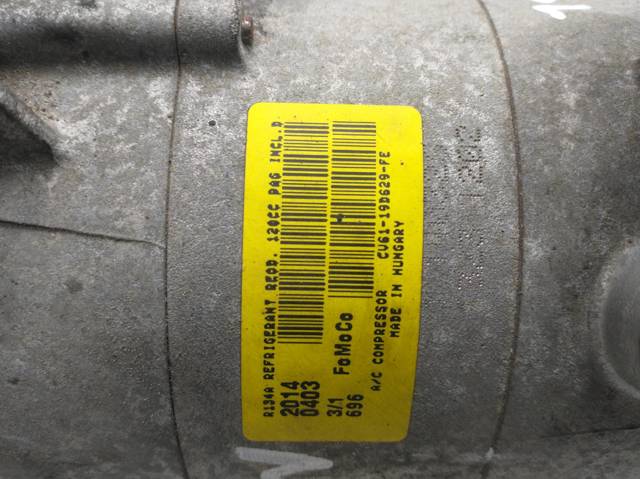 R134A REFRIGERANT REQD. 120CC PAG INCL.D
2014
0403
3/1
696
FoMoCo
A/C COMPRESSOR CV61-19D629-FE
MADE IN HUNGARY